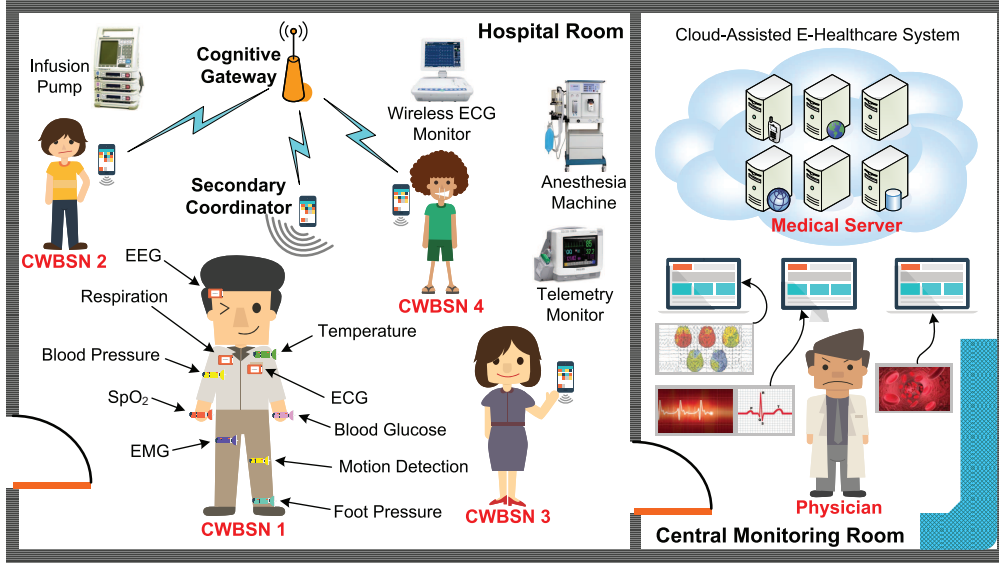 Hospital Room
Infusion
Pump
Cognitive
Gateway
Wireless ECG
Monitor
Anesthesia
Machine
Secondary
Coordinator
CWBSN 2
CWBSN 4
Telemetry
Monitor
EEG
Respiration
Blood Pressure
SpO₂
EMG
Temperature
ECG
Blood Glucose
Motion Detection
Foot Pressure
CWBSN 1
CWBSN 3
Cloud-Assisted E-Healthcare System
Medical Server
Physician
Central Monitoring Room